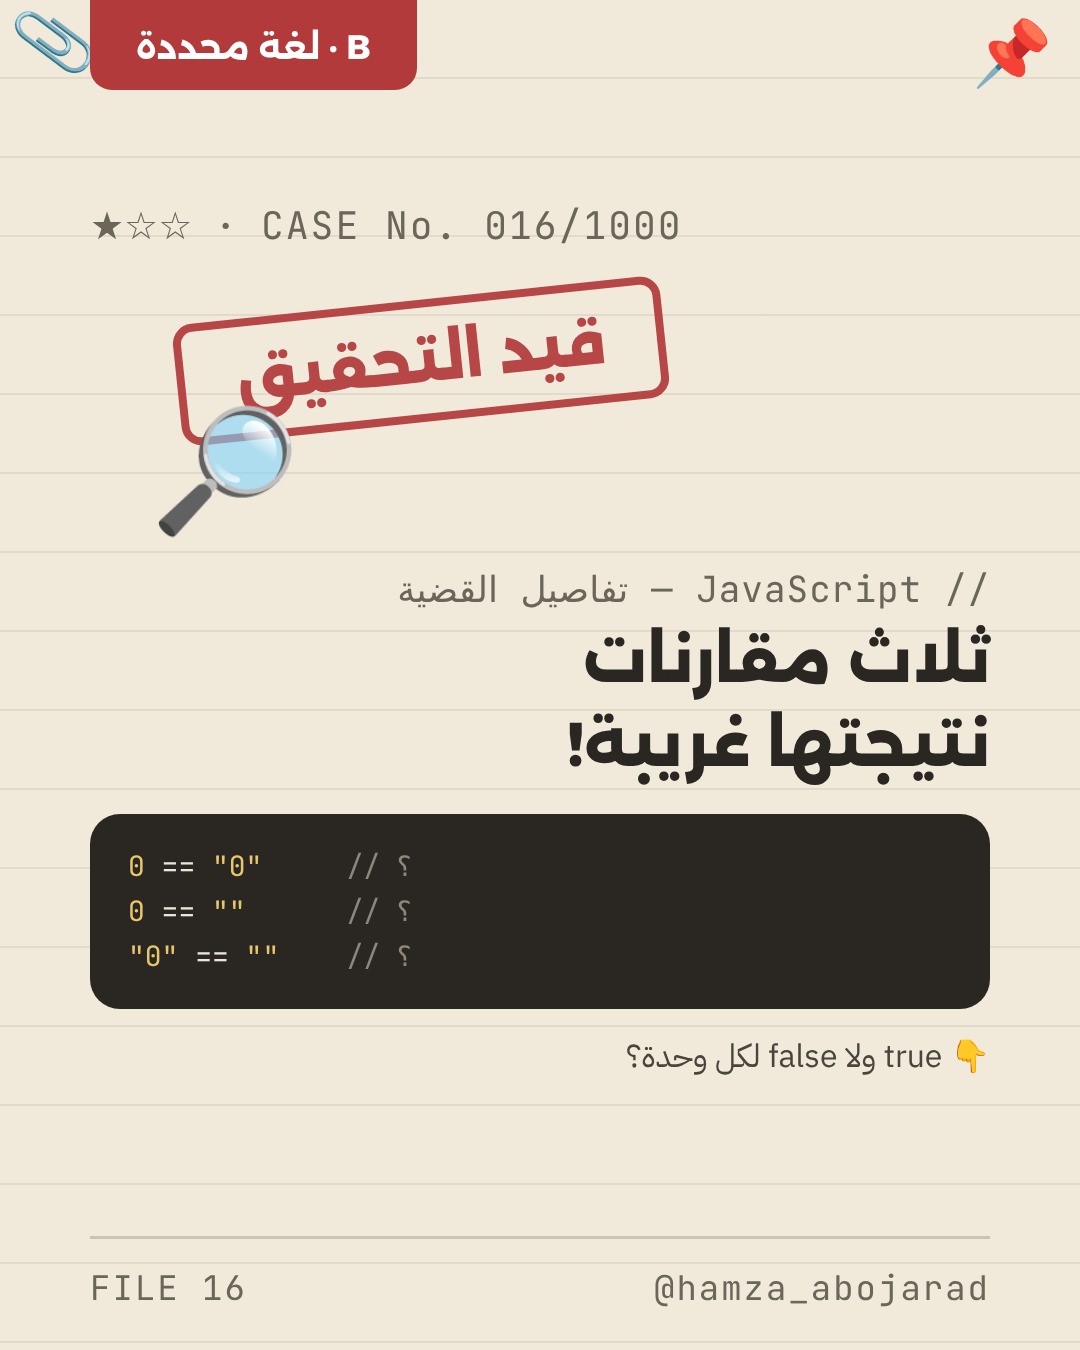 B · لغة محددة
★☆☆ · CASE No. 016/1000
قيد التحقيق
// JavaScript — تفاصيل القضية
ثلاث مقارنات
نتيجتها غريبة!
0 == "0" // ؟
0 == "" // ؟
"0" == "" // ؟
👇 true ولا false لكل وحدة؟
FILE 16
@hamza_abojarad